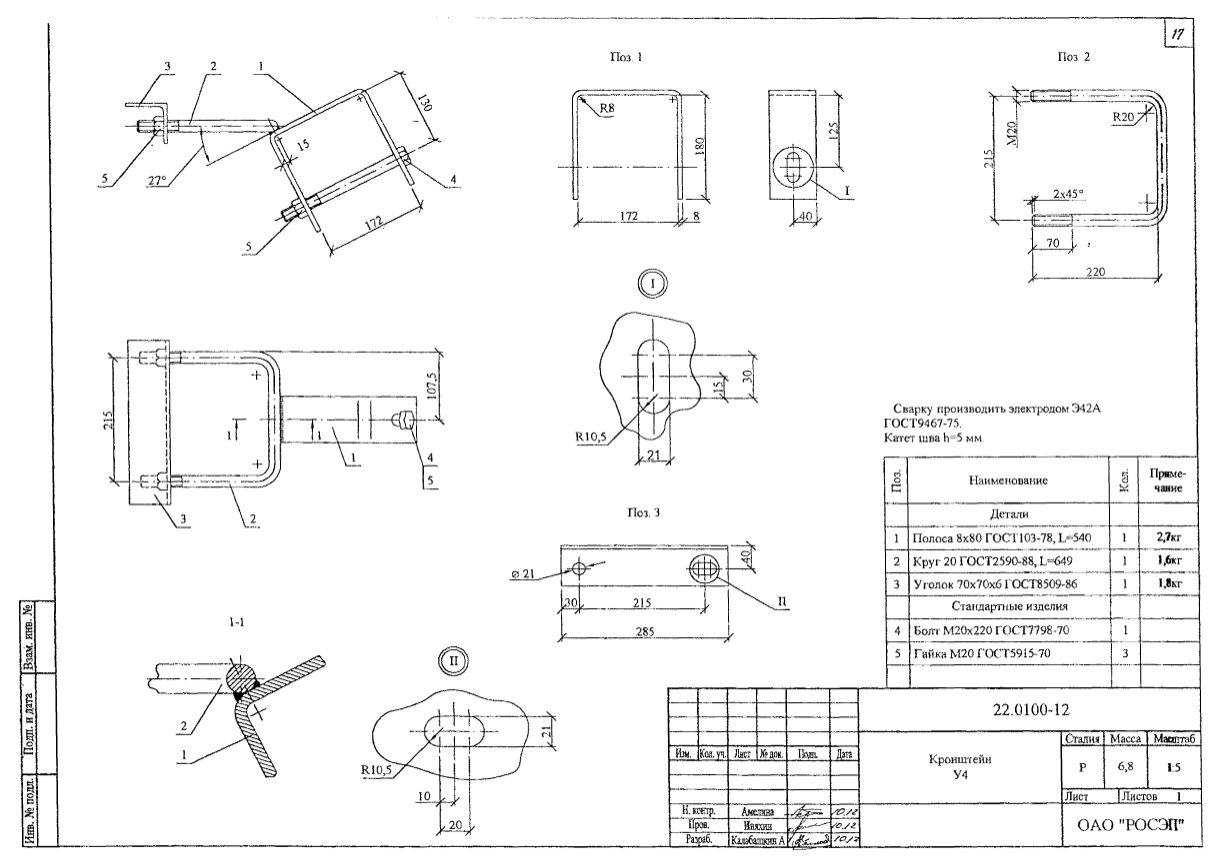 17
3
2
1
130
15
27°
5
4
172
5
Поз. 1
R8
180
172
8
125
I
40
Поз 2
M20
R20
215
2х45°
70
220
I
30
15
R10,5
21
215
107,5
1
1
1
4
5
3
2
Сварку производить электродом Э42А
ГОСТ9467-75.
Катет шва h=5 мм
Поз. 3
40
⌀ 21
30
215
II
285
1-1
2
1
II
21
R10,5
10
20
Поз. Наименование Кол. Приме-
чание
Детали
1 Полоса 8х80 ГОСТ103-78, L=540 1 2,7кг
2 Круг 20 ГОСТ2590-88, L=649 1 1,6кг
3 Уголок 70х70х6 ГОСТ8509-86 1 1,8кг
Стандартные изделия
4 Болт М20х220 ГОСТ7798-70 1
5 Гайка М20 ГОСТ5915-70 3
22.0100-12
Изм. Кол. уч. Лист № док. Подп. Дата
Кронштейн
У4
Стадия Масса Масштаб
Р 6,8 1:5
Лист Листов 1
Н. контр. Амелина 10.12
Пров. Иняхин 10.12
Разраб. Калабашкин А 10.12
ОАО "РОСЭП"
Взам. инв. №
Подп. и дата
Инв. № подл.